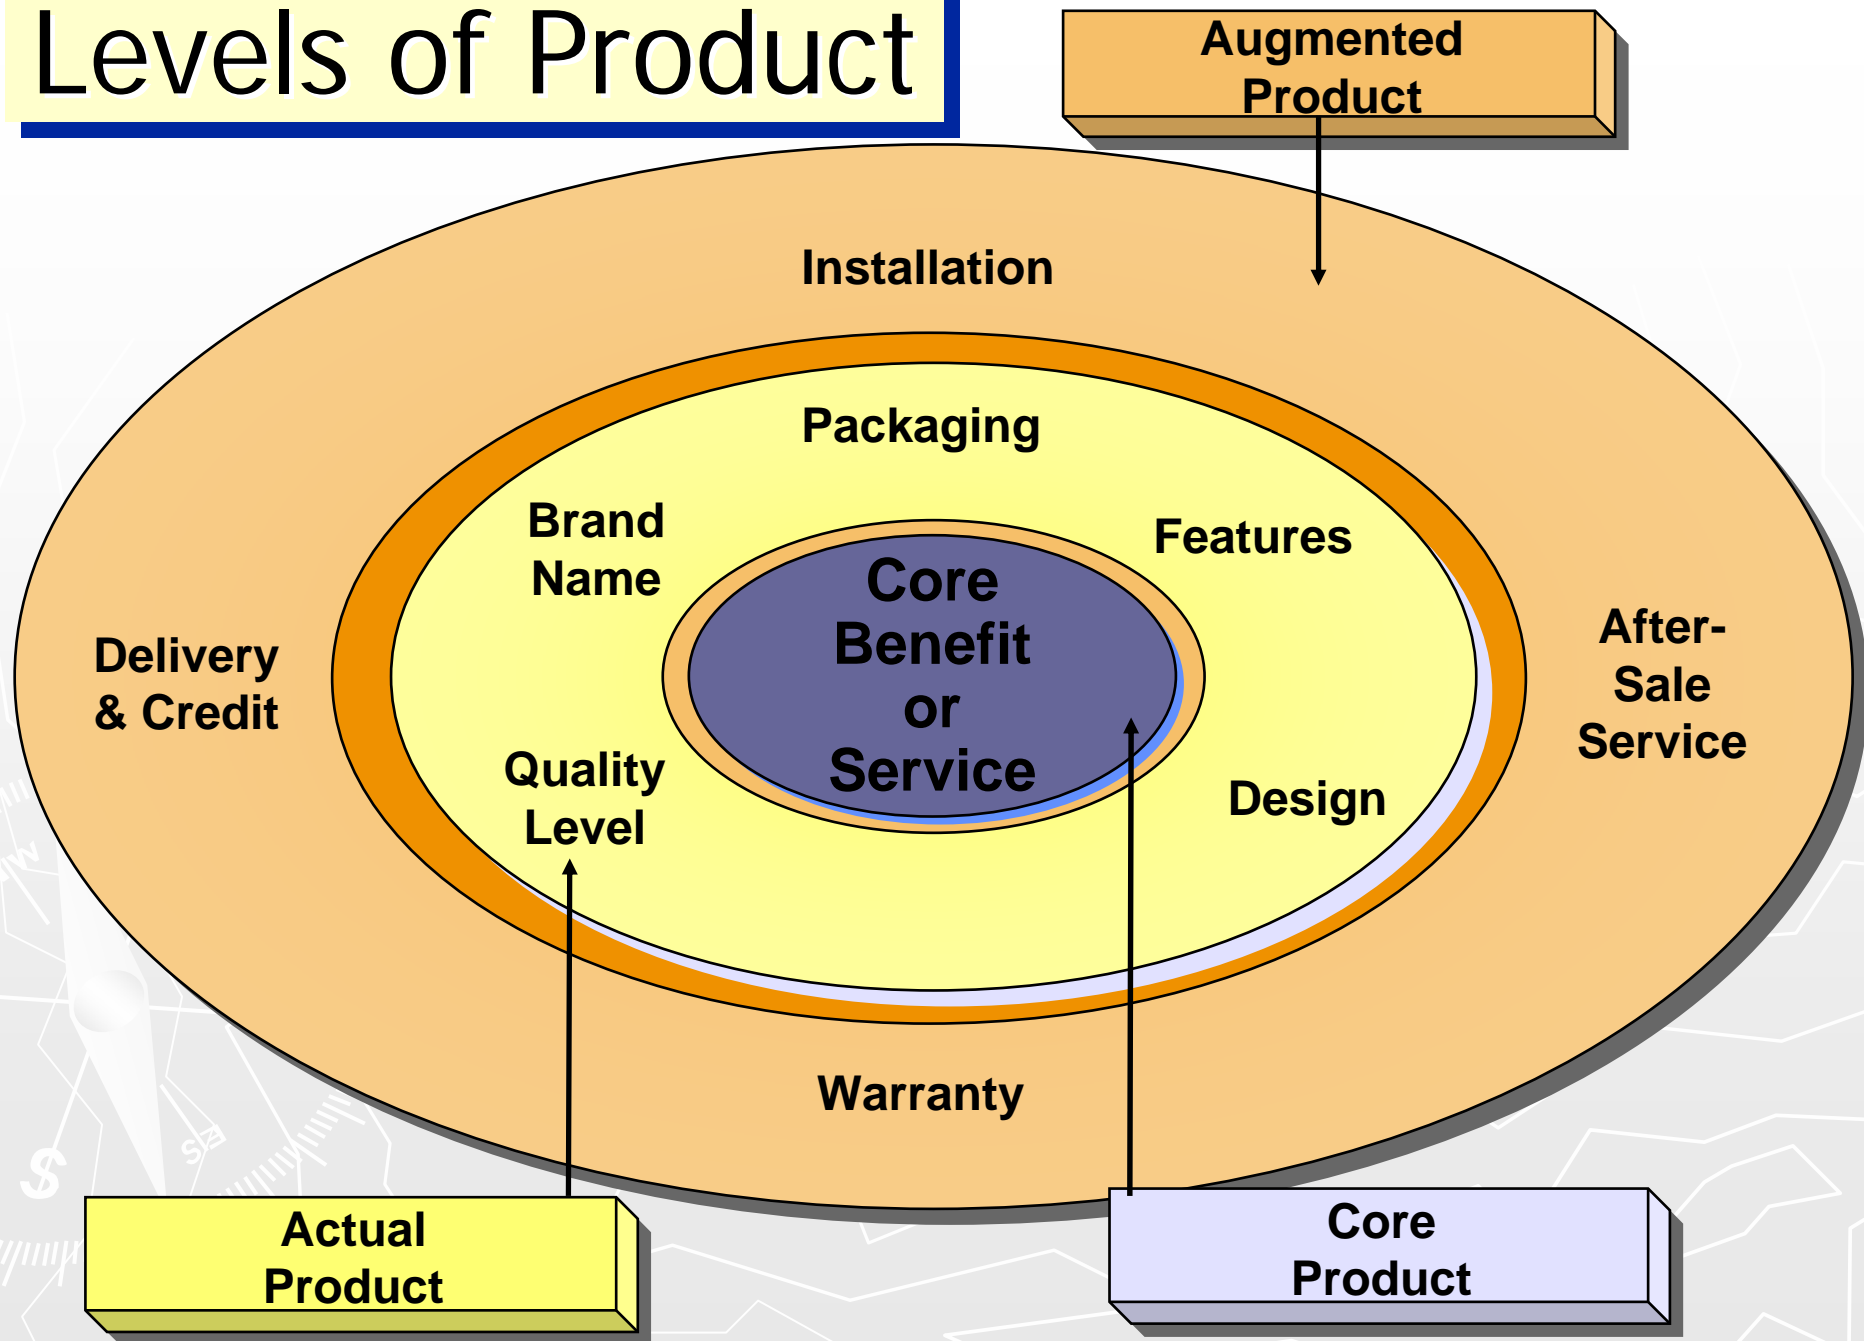 Levels of Product
Augmented
Product
Installation
Packaging
Brand
Name
Features
Core
Benefit
or
Service
Delivery
& Credit
After-
Sale
Service
Quality
Level
Design
Warranty
Actual
Product
Core
Product
$